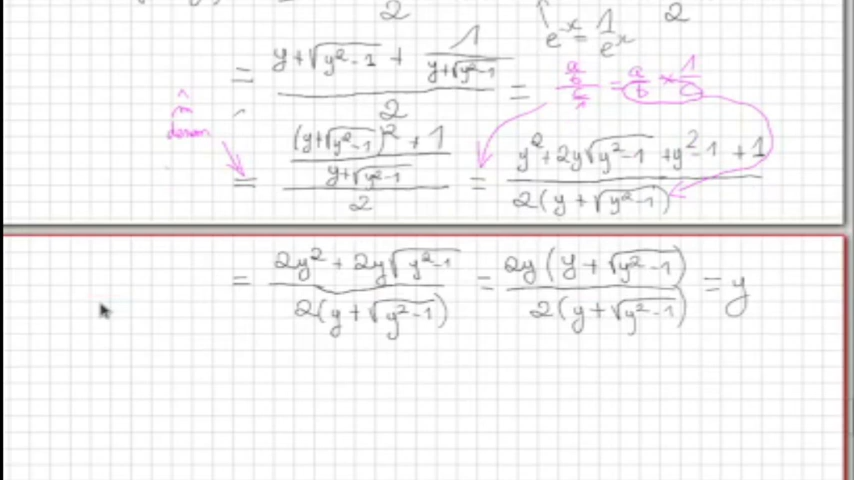 2 2
e^-x = 1/e^x
= (y+√(y²-1) + 1/(y+√(y²-1)))/2 = (a/b)/(c/1) = a/b × 1/c
m̂
denom
= (((y+√(y²-1))² + 1)/(y+√(y²-1)))/2 = (y²+2y√(y²-1) +y²-1 +1)/(2(y+√(y²-1)))
= (2y² + 2y√(y²-1))/(2(y+√(y²-1))) = (2y(y+√(y²-1)))/(2(y+√(y²-1))) = y